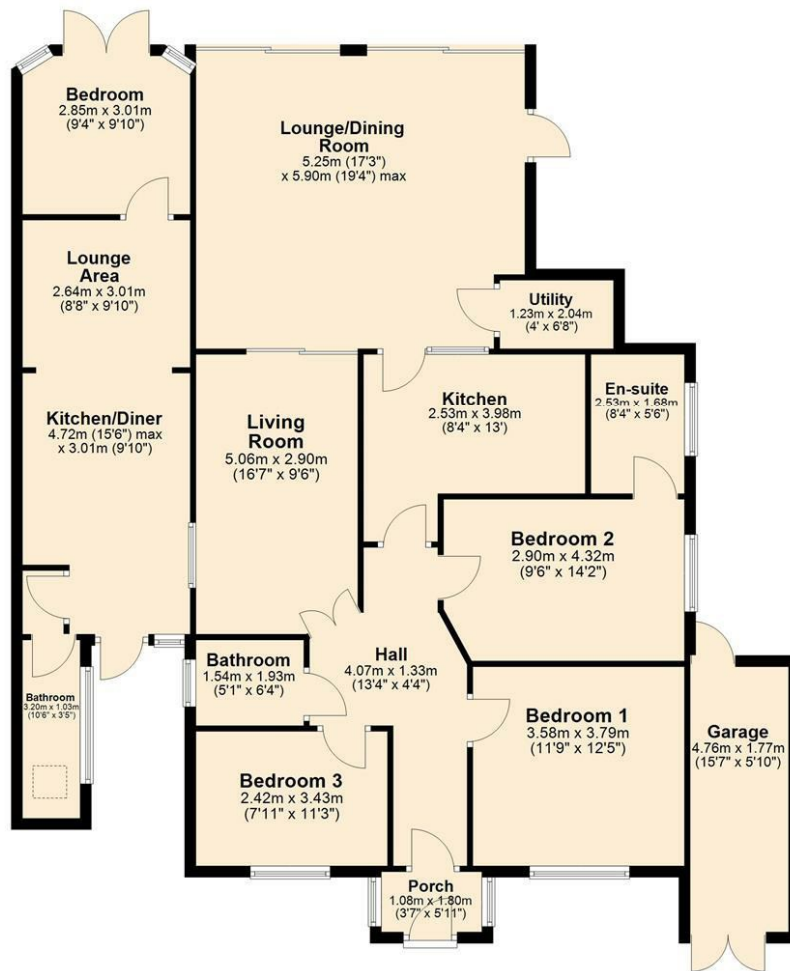 Bedroom
2.85m x 3.01m
(9'4" x 9'10")
Lounge/Dining
Room
5.25m (17'3")
x 5.90m (19'4") max
Lounge
Area
2.64m x 3.01m
(8'8" x 9'10")
Utility
1.23m x 2.04m
(4' x 6'8")
Kitchen/Diner
4.72m (15'6") max
x 3.01m (9'10")
Living
Room
5.06m x 2.90m
(16'7" x 9'6")
Kitchen
2.53m x 3.98m
(8'4" x 13')
En-suite
2.53m x 1.68m
(8'4" x 5'6")
Bedroom 2
2.90m x 4.32m
(9'6" x 14'2")
Hall
4.07m x 1.33m
(13'4" x 4'4")
Bathroom
1.54m x 1.93m
(5'1" x 6'4")
Bathroom
3.20m x 1.03m
(10'6" x 3'5")
Bedroom 1
3.58m x 3.79m
(11'9" x 12'5")
Garage
4.76m x 1.77m
(15'7" x 5'10")
Bedroom 3
2.42m x 3.43m
(7'11" x 11'3")
Porch
1.08m x 1.80m
(3'7" x 5'11")